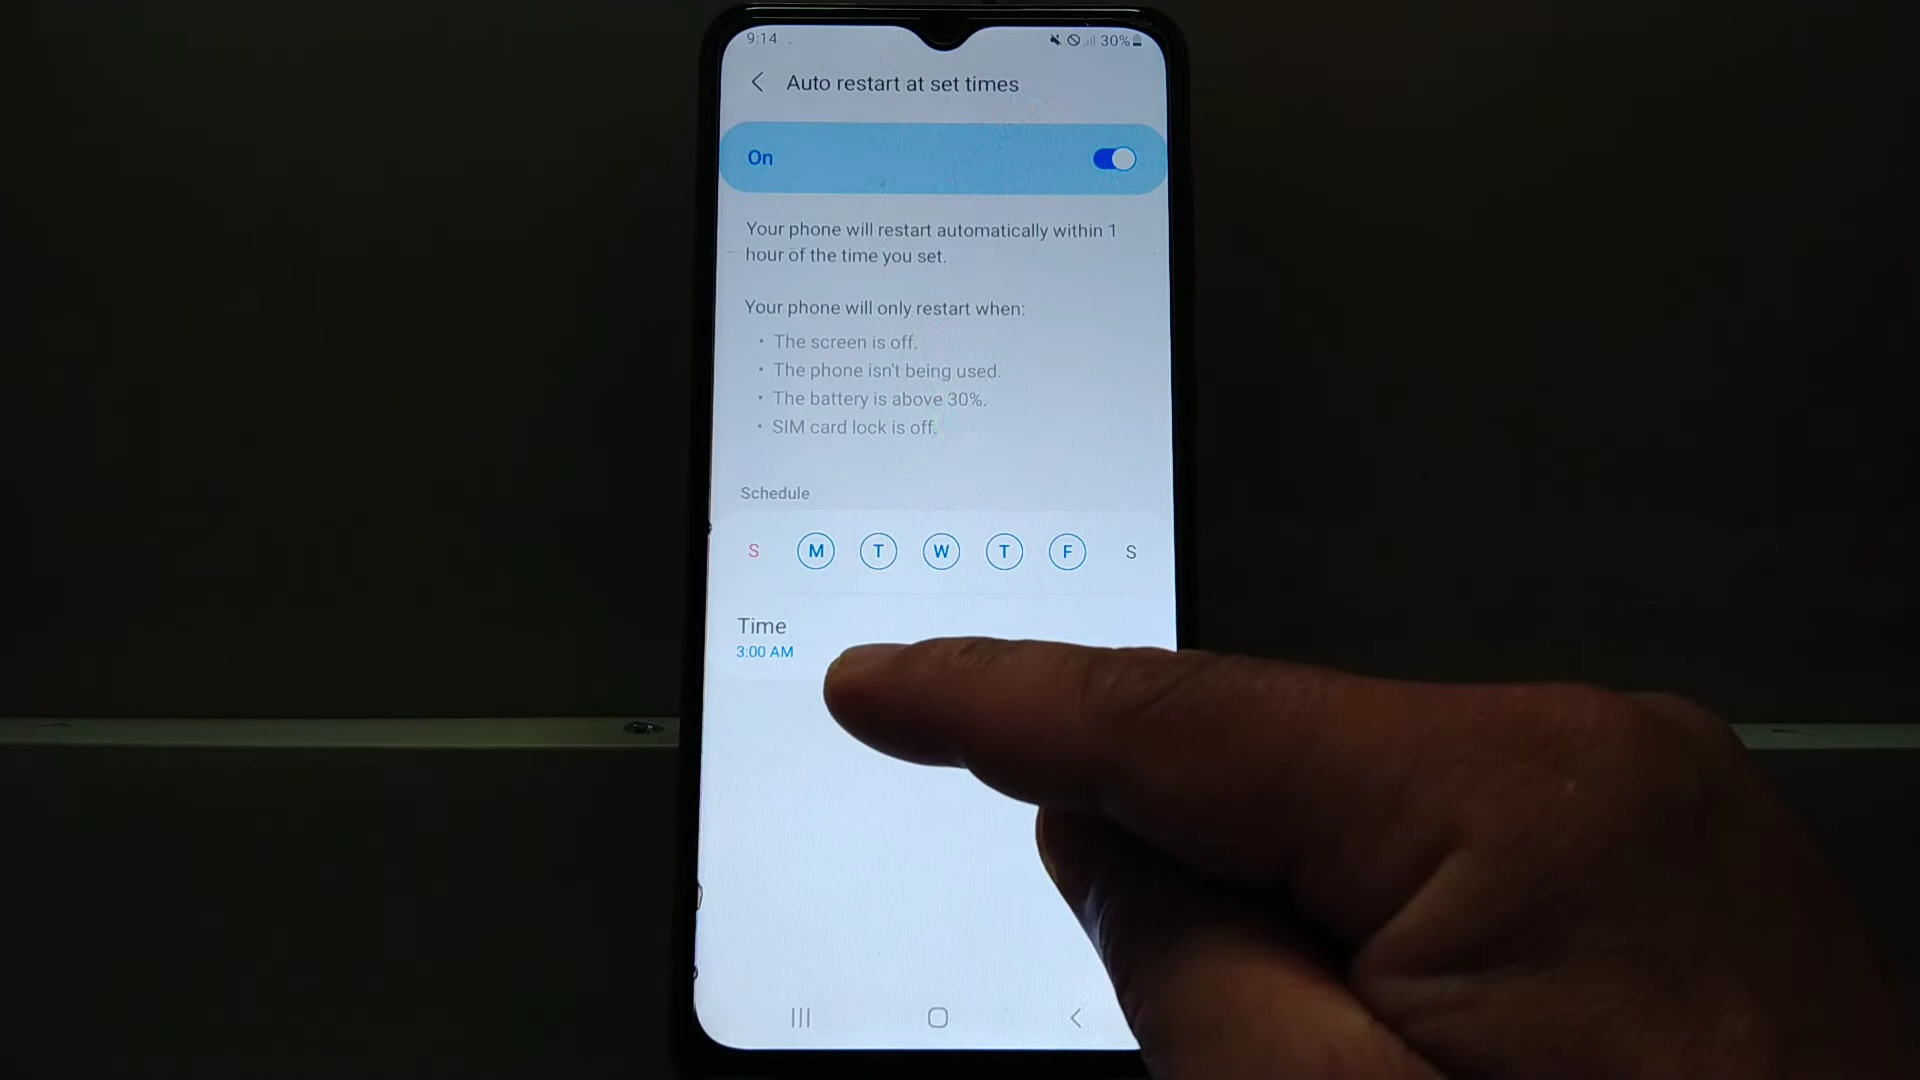 9:14
30%
Auto restart at set times
On
Your phone will restart automatically within 1
hour of the time you set.
Your phone will only restart when:
• The screen is off.
• The phone isn't being used.
• The battery is above 30%.
• SIM card lock is off.
Schedule
S M T W T F S
Time
3:00 AM